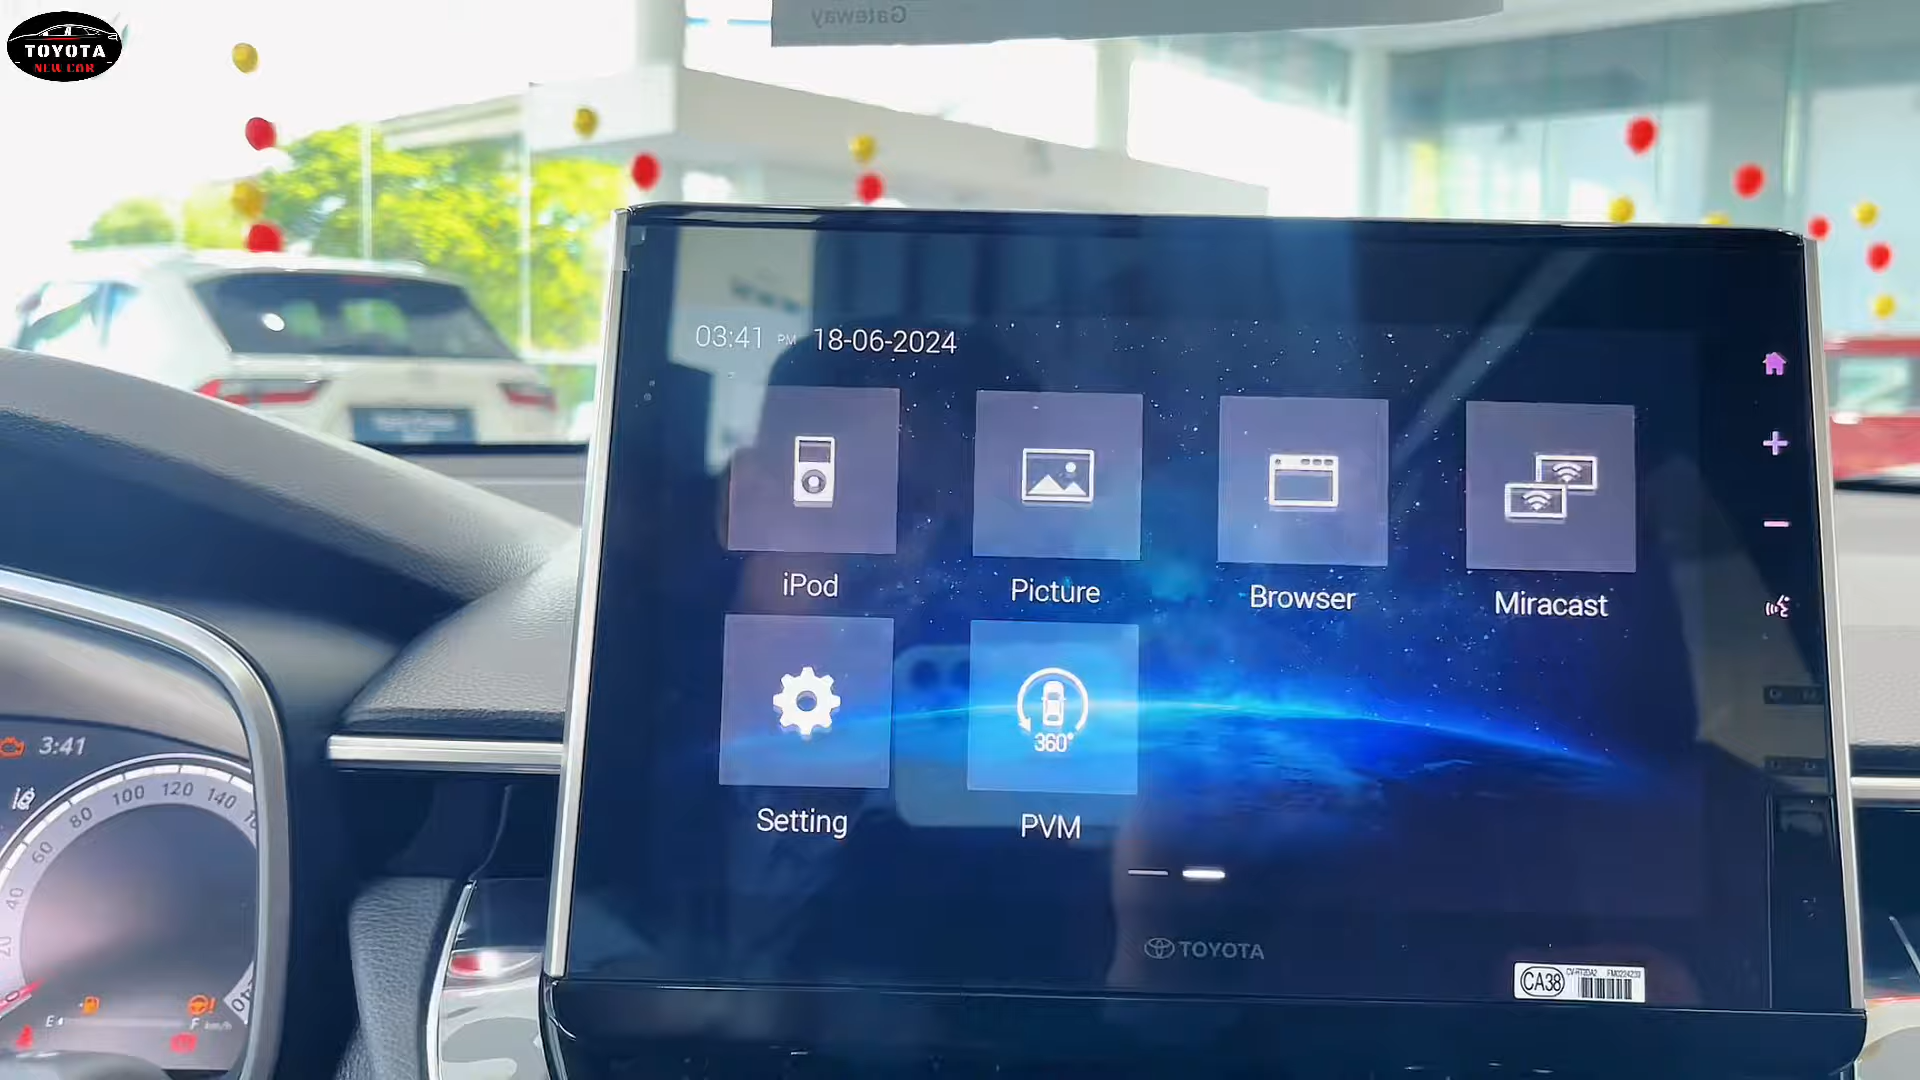 TOYOTA
NEW CAR
Gateway
03:41 PM 18-06-2024
iPod
Picture
Browser
Miracast
Setting
360°
PVM
TOYOTA
CA38
3:41
20
40
60
80
100
120
140
E
F
km/h